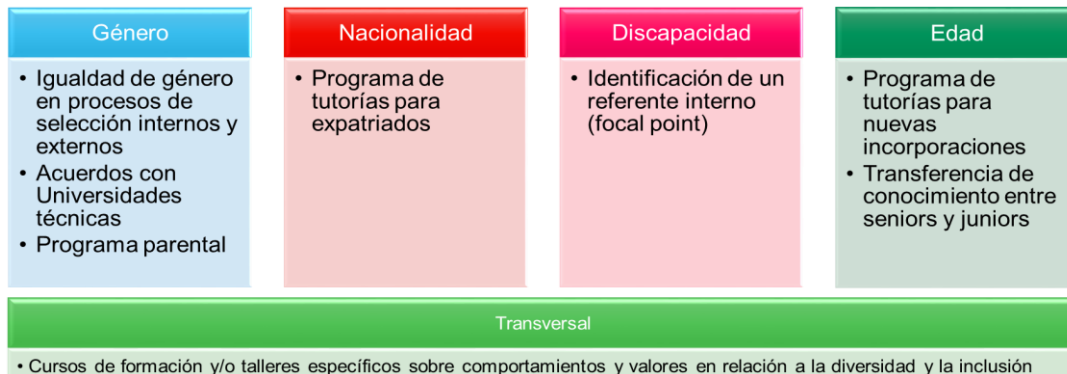 Género
• Igualdad de género
en procesos de
selección internos y
externos
• Acuerdos con
Universidades
técnicas
• Programa parental
Nacionalidad
• Programa de
tutorías para
expatriados
Discapacidad
• Identificación de un
referente interno
(focal point)
Edad
• Programa de
tutorías para
nuevas
incorporaciones
• Transferencia de
conocimiento entre
seniors y juniors
Transversal
• Cursos de formación y/o talleres específicos sobre comportamientos y valores en relación a la diversidad y la inclusión